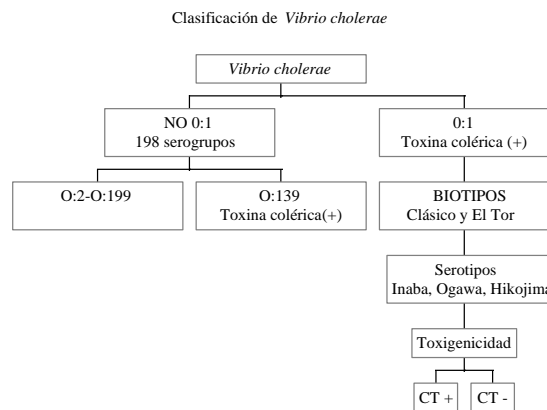 Clasificación de Vibrio cholerae
Vibrio cholerae
NO 0:1
198 serogrupos
0:1
Toxina colérica (+)
O:2-O:199
O:139
Toxina colérica(+)
BIOTIPOS
Clásico y El Tor
Serotipos
Inaba, Ogawa, Hikojima
Toxigenicidad
CT +
CT -